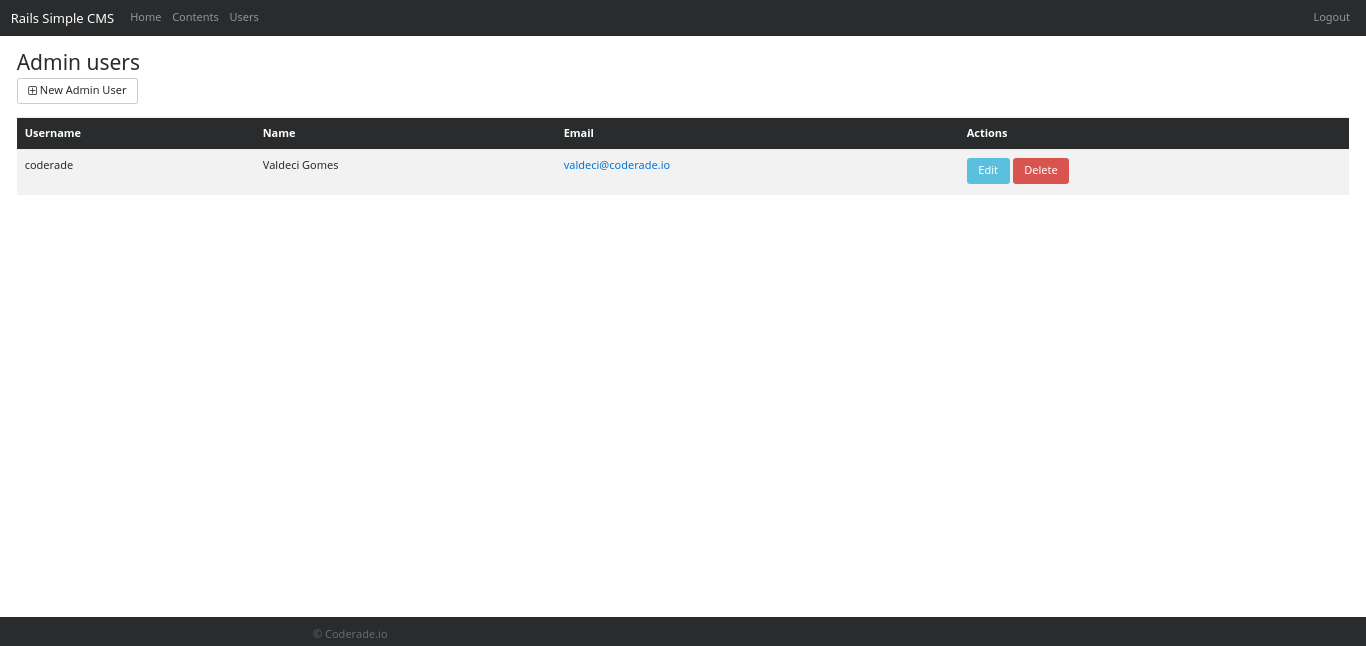 Rails Simple CMS Home Contents Users Logout
Admin users
New Admin User
Username Name Email Actions
coderade Valdeci Gomes valdeci@coderade.io Edit Delete
© Coderade.io